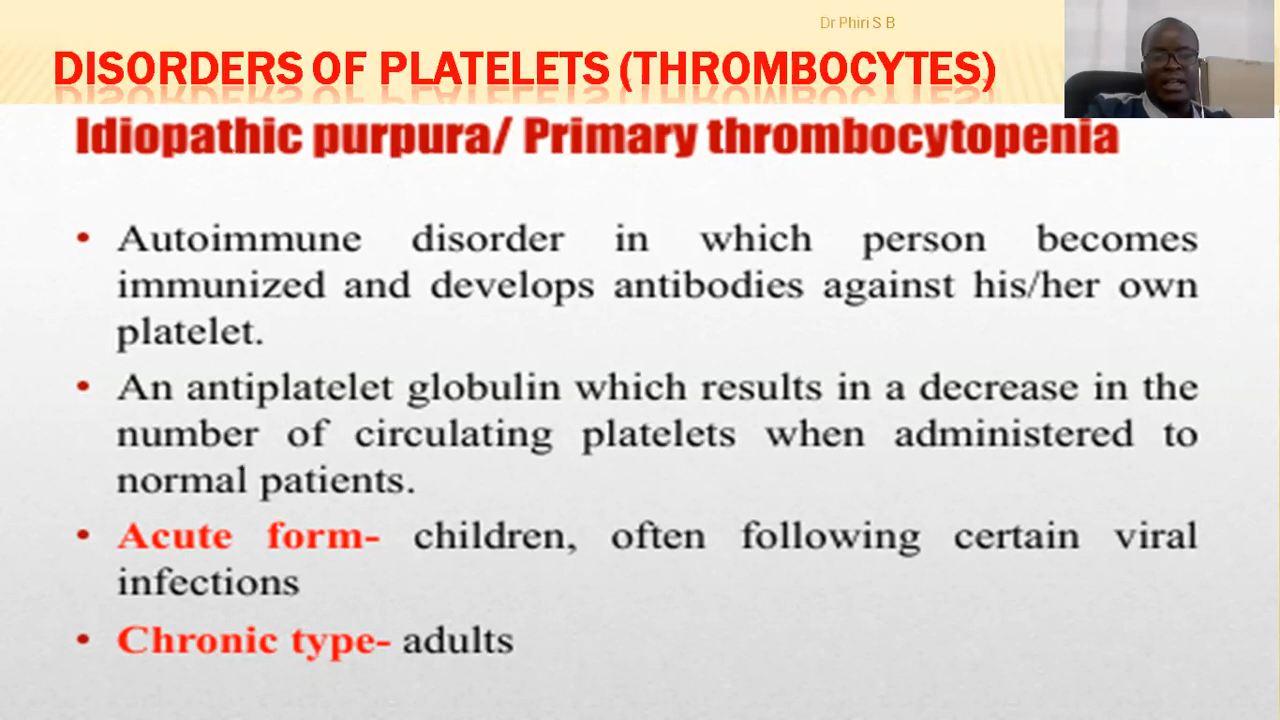 Dr Phiri S B
DISORDERS OF PLATELETS (THROMBOCYTES)
Idiopathic purpura/ Primary thrombocytopenia
• Autoimmune disorder in which person becomes
immunized and develops antibodies against his/her own
platelet.
• An antiplatelet globulin which results in a decrease in the
number of circulating platelets when administered to
normal patients.
• Acute form- children, often following certain viral
infections
• Chronic type- adults